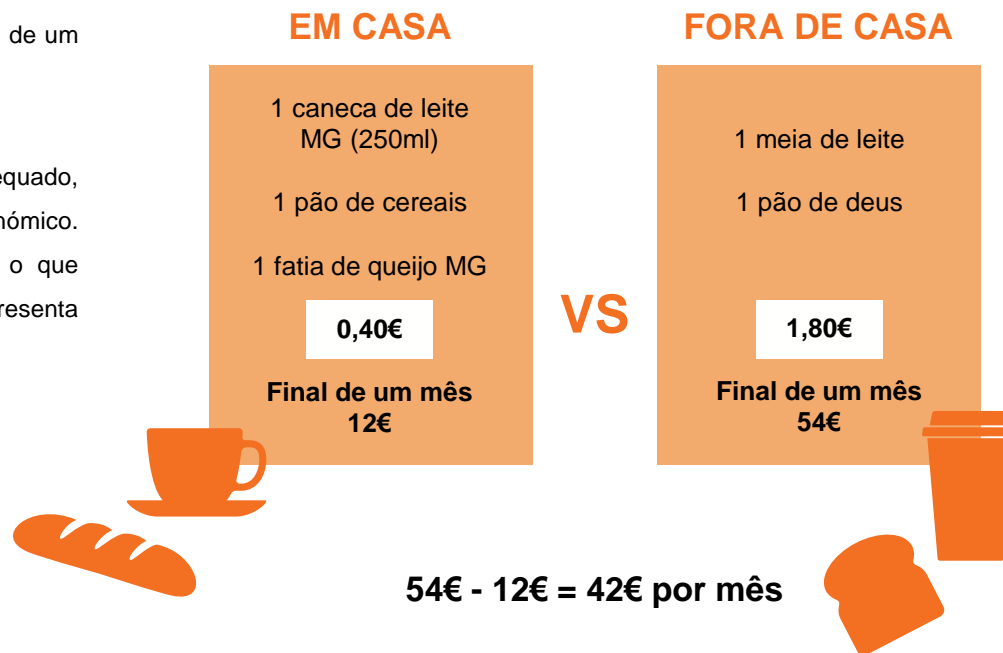 de um
equado,
nómico.
o que
resenta
EM CASA
1 caneca de leite
MG (250ml)
1 pão de cereais
1 fatia de queijo MG
0,40€
Final de um mês
12€
VS
FORA DE CASA
1 meia de leite
1 pão de deus
1,80€
Final de um mês
54€
54€ - 12€ = 42€ por mês